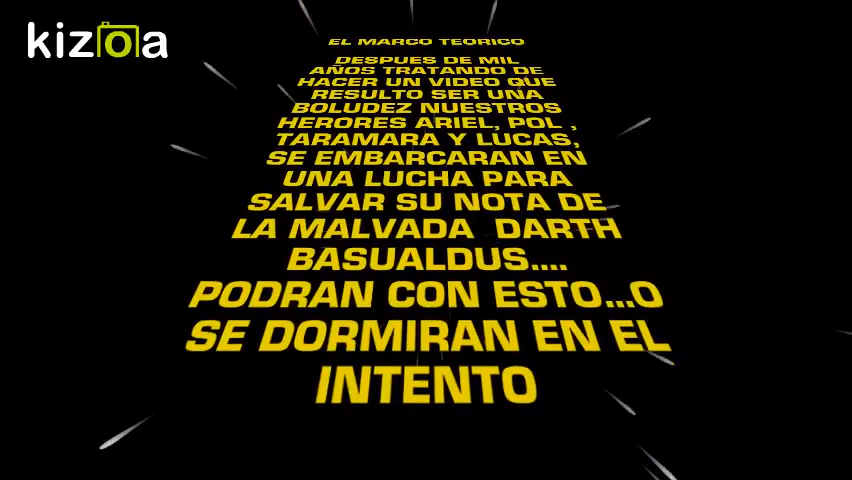 kizoa
EL MARCO TEORICO
DESPUES DE MIL
AÑOS TRATANDO DE
HACER UN VIDEO QUE
RESULTO SER UNA
BOLUDEZ NUESTROS
HERORES ARIEL, POL ,
TARAMARA Y LUCAS,
SE EMBARCARAN EN
UNA LUCHA PARA
SALVAR SU NOTA DE
LA MALVADA DARTH
BASUALDUS....
PODRAN CON ESTO...O
SE DORMIRAN EN EL
INTENTO